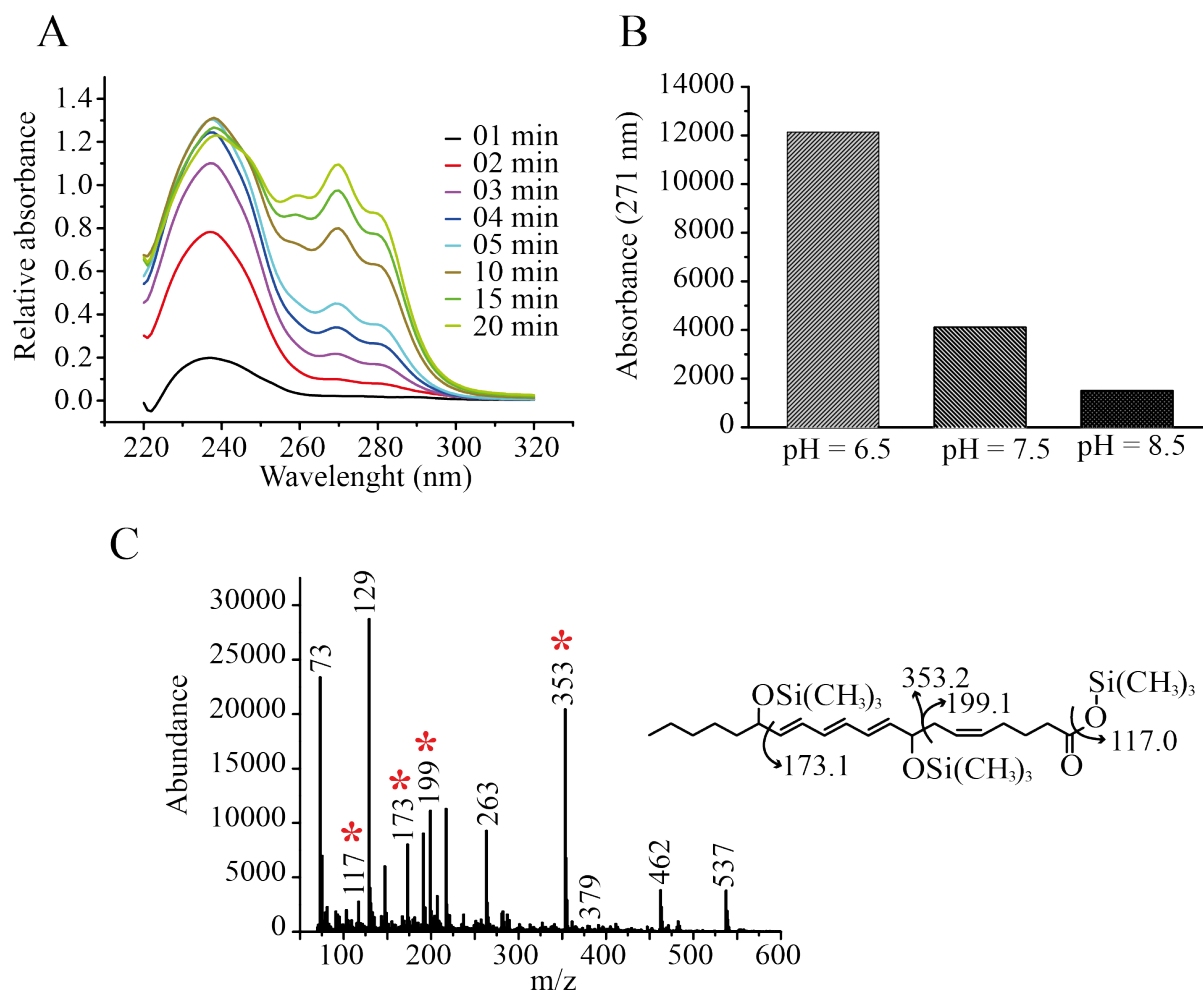 A
Relative absorbance
1.4
1.2
1.0
0.8
0.6
0.4
0.2
0.0
01 min
02 min
03 min
04 min
05 min
10 min
15 min
20 min
220 240 260 280 300 320
Wavelenght (nm)
B
Absorbance (271 nm)
14000
12000
10000
8000
6000
4000
2000
0
pH = 6.5 pH = 7.5 pH = 8.5
C
Abundance
30000
25000
20000
15000
10000
5000
0
73
117
*
129
173
*
199
*
263
353
*
379
462
537
100 200 300 400 500 600
m/z
OSi(CH3)3
173.1
353.2
199.1
OSi(CH3)3
Si(CH3)3
O
O
117.0